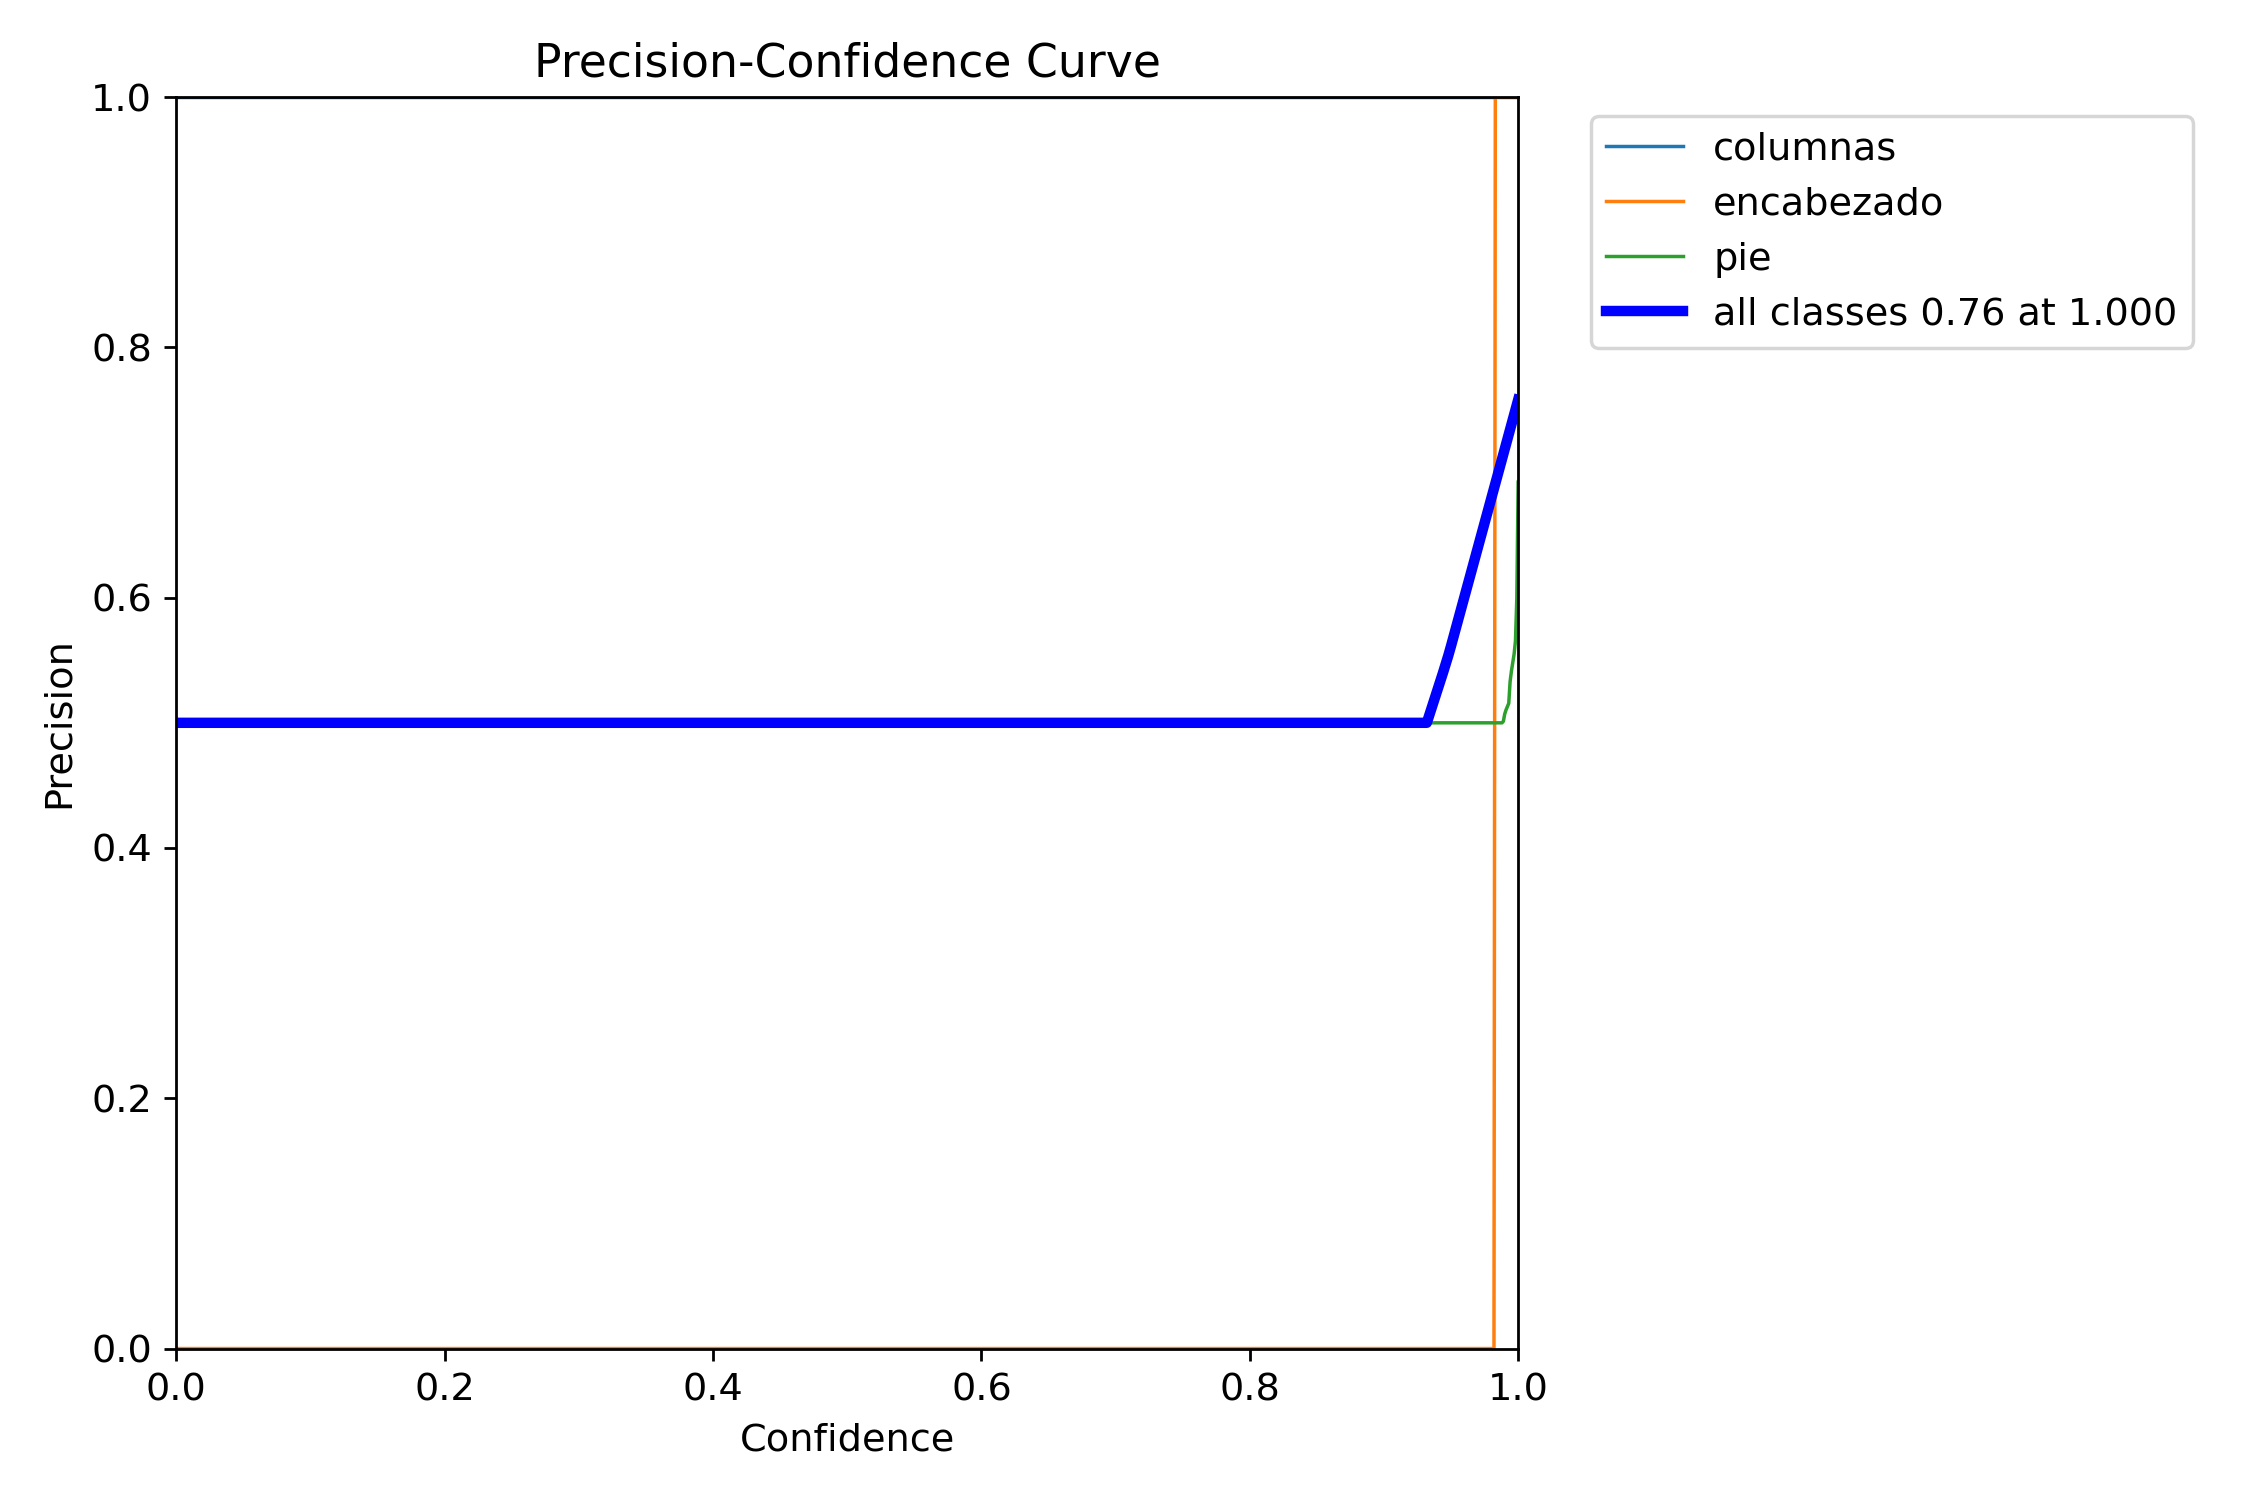 Precision-Confidence Curve
1.0
0.8
0.6
0.4
0.2
0.0
Precision
0.0 0.2 0.4 0.6 0.8 1.0
Confidence
columnas
encabezado
pie
all classes 0.76 at 1.000